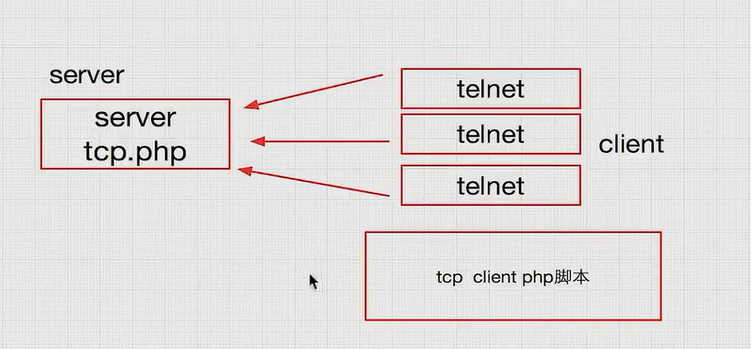 server
server
tcp.php
telnet
telnet
telnet
client
tcp  client php脚本